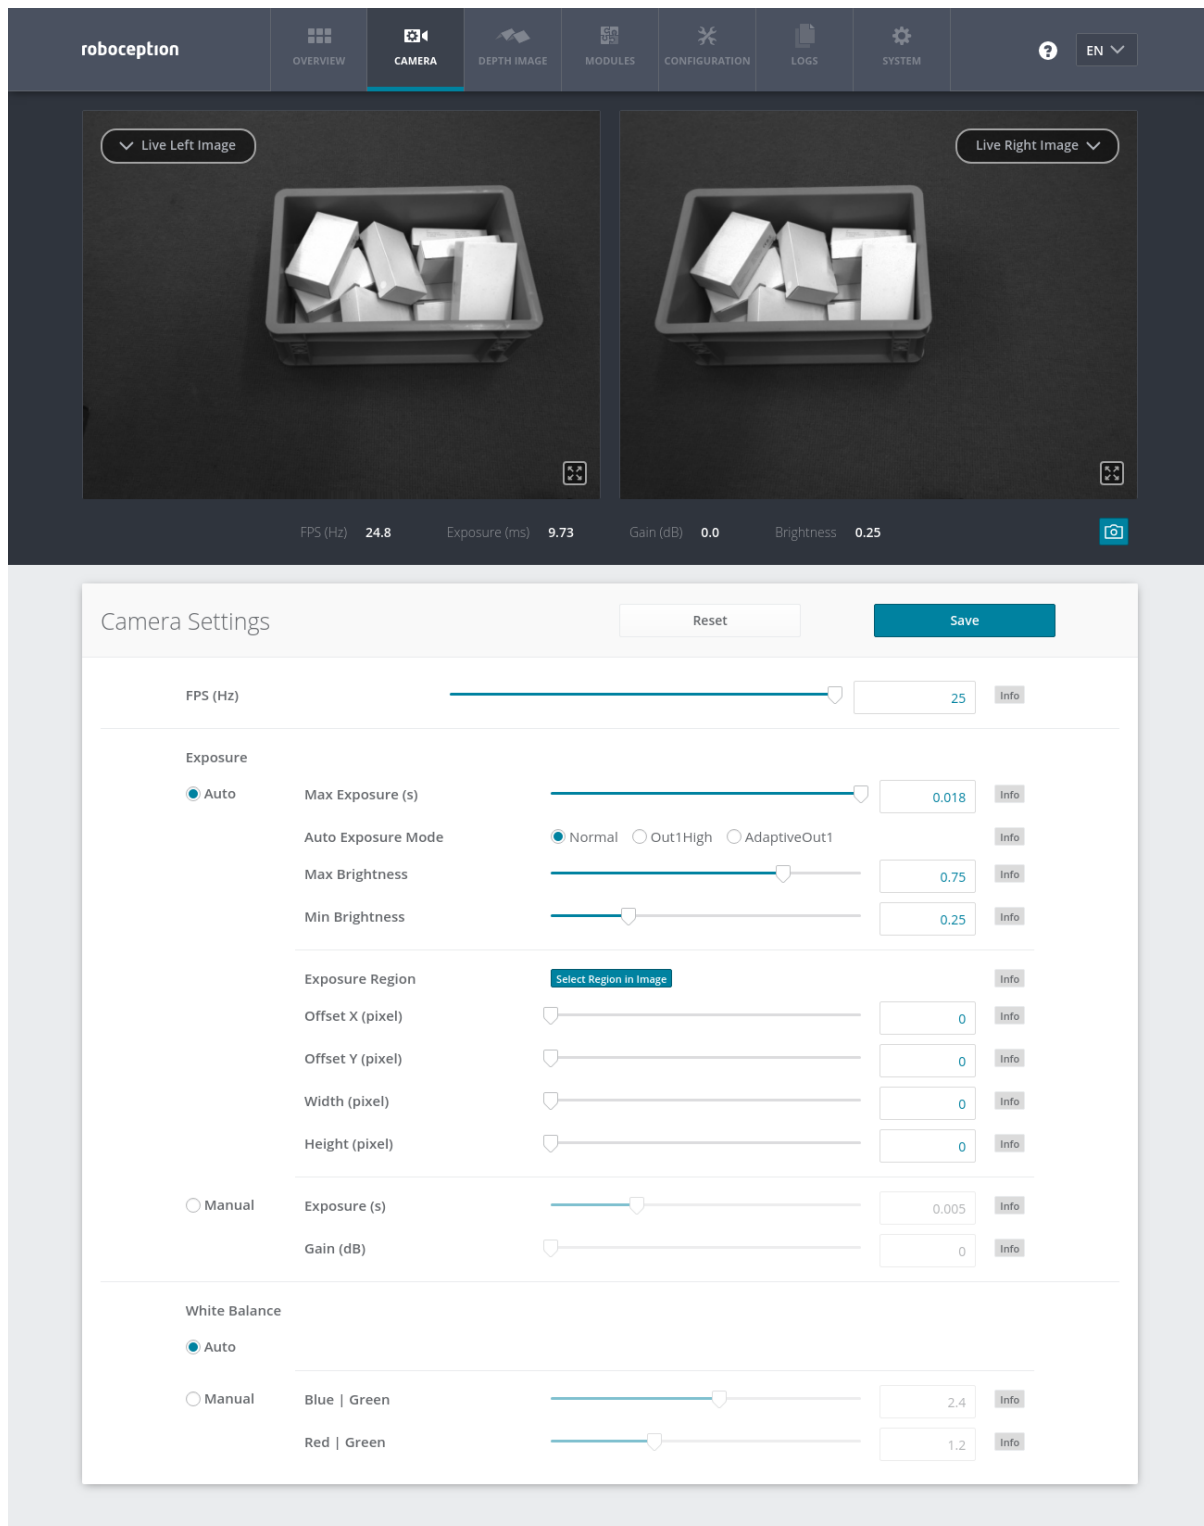 roboception
OVERVIEW
CAMERA
DEPTH IMAGE
MODULES
CONFIGURATION
LOGS
SYSTEM
?
EN
Live Left Image
Live Right Image
FPS (Hz) 24.8 Exposure (ms) 9.73 Gain (dB) 0.0 Brightness 0.25
Camera Settings
Reset
Save
FPS (Hz) 25 Info
Exposure
Auto Max Exposure (s) 0.018 Info
Auto Exposure Mode Normal Out1High AdaptiveOut1 Info
Max Brightness 0.75 Info
Min Brightness 0.25 Info
Exposure Region Select Region in Image Info
Offset X (pixel) 0 Info
Offset Y (pixel) 0 Info
Width (pixel) 0 Info
Height (pixel) 0 Info
Manual Exposure (s) 0.005 Info
Gain (dB) 0 Info
White Balance
Auto
Manual Blue | Green 2.4 Info
Red | Green 1.2 Info